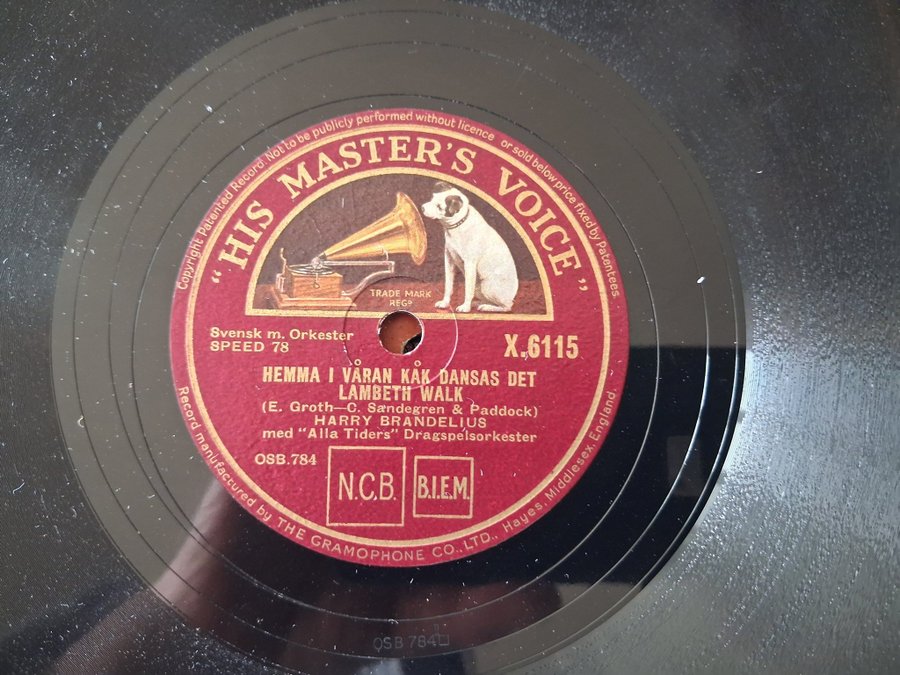 Copyright Patented Record Not to be publicly performed without licence or sold below price fixed by Patentees.
"HIS MASTER'S VOICE"
TRADE MARK
REGD
Svensk m. Orkester
SPEED 78
X.6115
HEMMA I VÅRAN KÅK DANSAS DET
LAMBETH WALK
(E. Groth—C. Sandegren & Paddock)
HARRY BRANDELIUS
med "Alla Tiders" Dragspelsorkester
OSB.784
N.C.B.
B.I.E.M.
Record manufactured by THE GRAMOPHONE CO., LTD., Hayes, Middlesex, England.
OSB 784